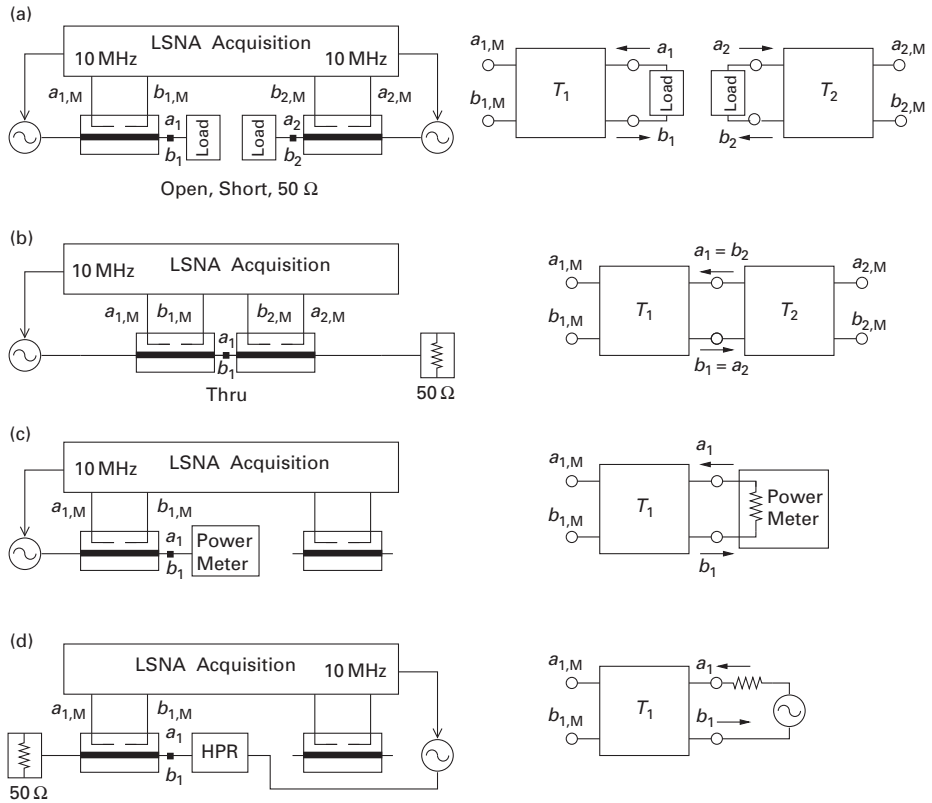 (a)
LSNA Acquisition
10 MHz
10 MHz
a1,M
b1,M
b2,M
a2,M
a1
b1
Load
Load
a2
b2
Open, Short, 50 Ω
a1,M
b1,M
T1
a1
b1
Load
a2
b2
Load
T2
a2,M
b2,M
(b)
10 MHz
LSNA Acquisition
a1,M
b1,M
b2,M
a2,M
a1
b1
Thru
50 Ω
a1,M
b1,M
T1
a1 = b2
b1 = a2
T2
a2,M
b2,M
(c)
10 MHz
LSNA Acquisition
a1,M
b1,M
a1
b1
Power
Meter
a1,M
b1,M
T1
a1
b1
Power
Meter
(d)
LSNA Acquisition
10 MHz
a1,M
b1,M
a1
b1
HPR
50 Ω
a1,M
b1,M
T1
a1
b1